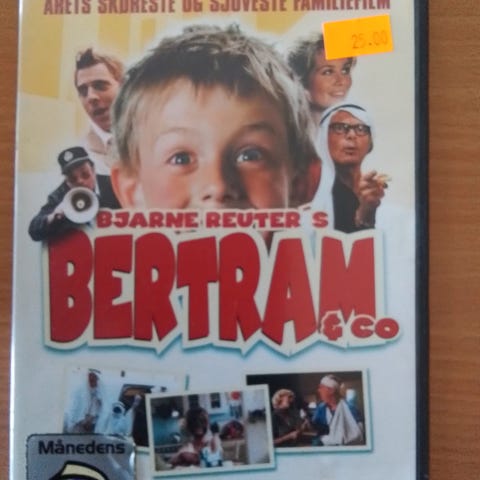 ÅRETS SKØRESTE OG SJOVESTE FAMILIEFILM
25.00
BJARNE REUTER'S
BERTRAM
& CO
Månedens